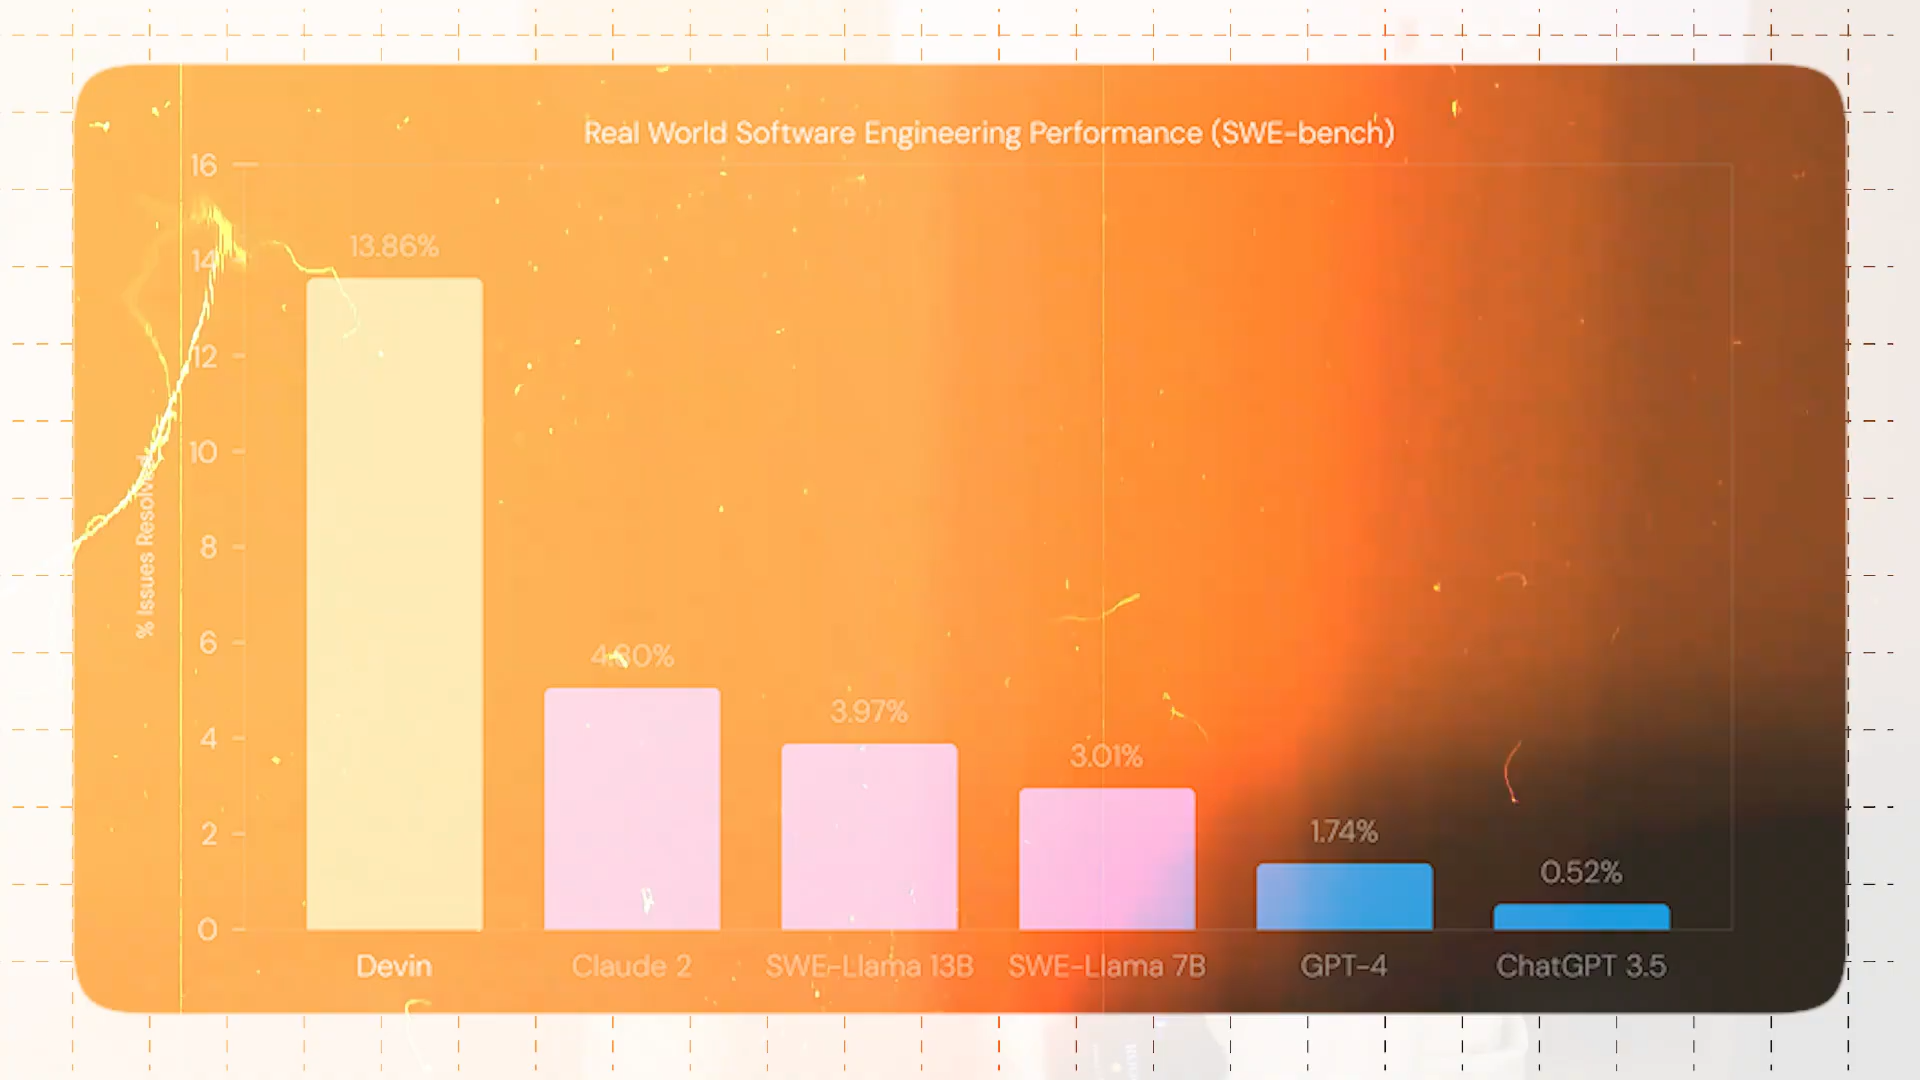 Real World Software Engineering Performance (SWE-bench)
16
14
12
10
8
6
4
2
0
% Issues Resolved
13.86%
4.80%
3.97%
3.01%
1.74%
0.52%
Devin
Claude 2
SWE-Llama 13B
SWE-Llama 7B
GPT-4
ChatGPT 3.5